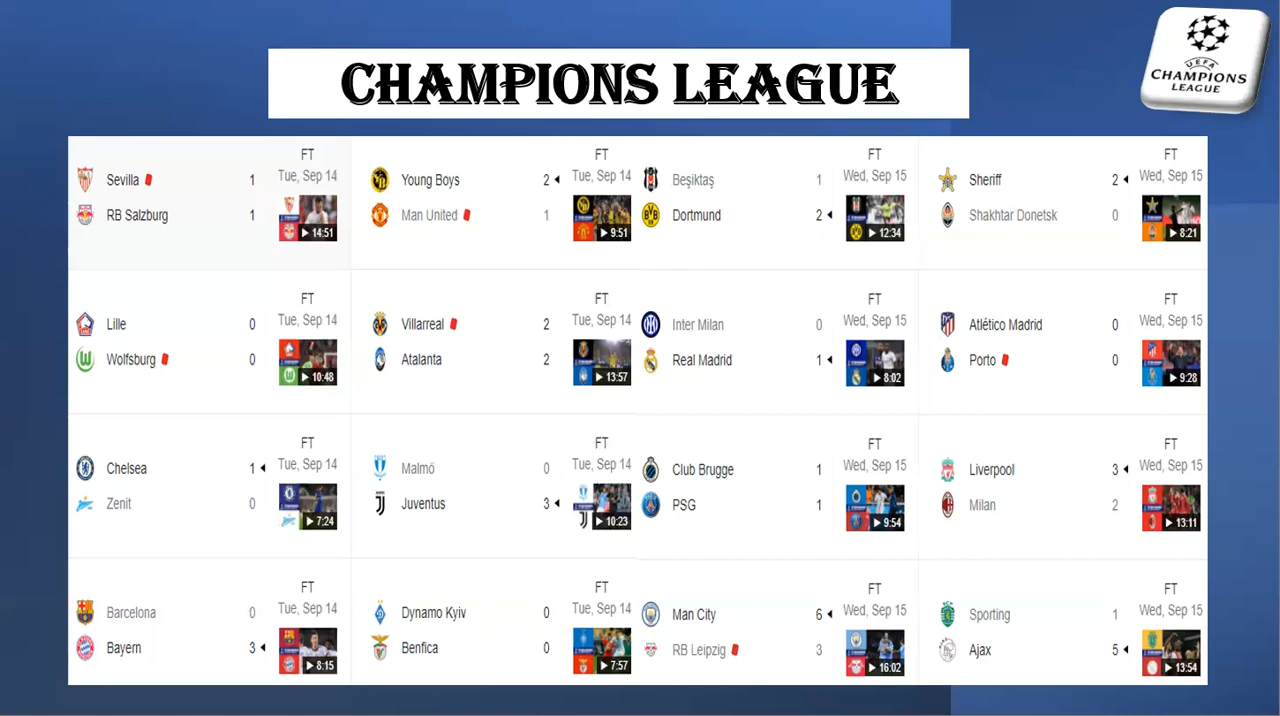 UEFA
CHAMPIONS
LEAGUE
CHAMPIONS LEAGUE
FT
Sevilla 1 Tue, Sep 14
RB Salzburg 1
14:51
FT
Young Boys 2 Tue, Sep 14
Man United 1
9:51
FT
Beşiktaş 1 Wed, Sep 15
Dortmund 2
12:34
FT
Sheriff 2 Wed, Sep 15
Shakhtar Donetsk 0
8:21
FT
Lille 0 Tue, Sep 14
Wolfsburg 0
10:48
FT
Villarreal 2 Tue, Sep 14
Atalanta 2
13:57
FT
Inter Milan 0 Wed, Sep 15
Real Madrid 1
8:02
FT
Atlético Madrid 0 Wed, Sep 15
Porto 0
9:28
FT
Chelsea 1 Tue, Sep 14
Zenit 0
7:24
FT
Malmö 0 Tue, Sep 14
Juventus 3
10:23
FT
Club Brugge 1 Wed, Sep 15
PSG 1
9:54
FT
Liverpool 3 Wed, Sep 15
Milan 2
13:11
FT
Barcelona 0 Tue, Sep 14
Bayern 3
8:15
FT
Dynamo Kyiv 0 Tue, Sep 14
Benfica 0
7:57
FT
Man City 6 Wed, Sep 15
RB Leipzig 3
16:02
FT
Sporting 1 Wed, Sep 15
Ajax 5
13:54